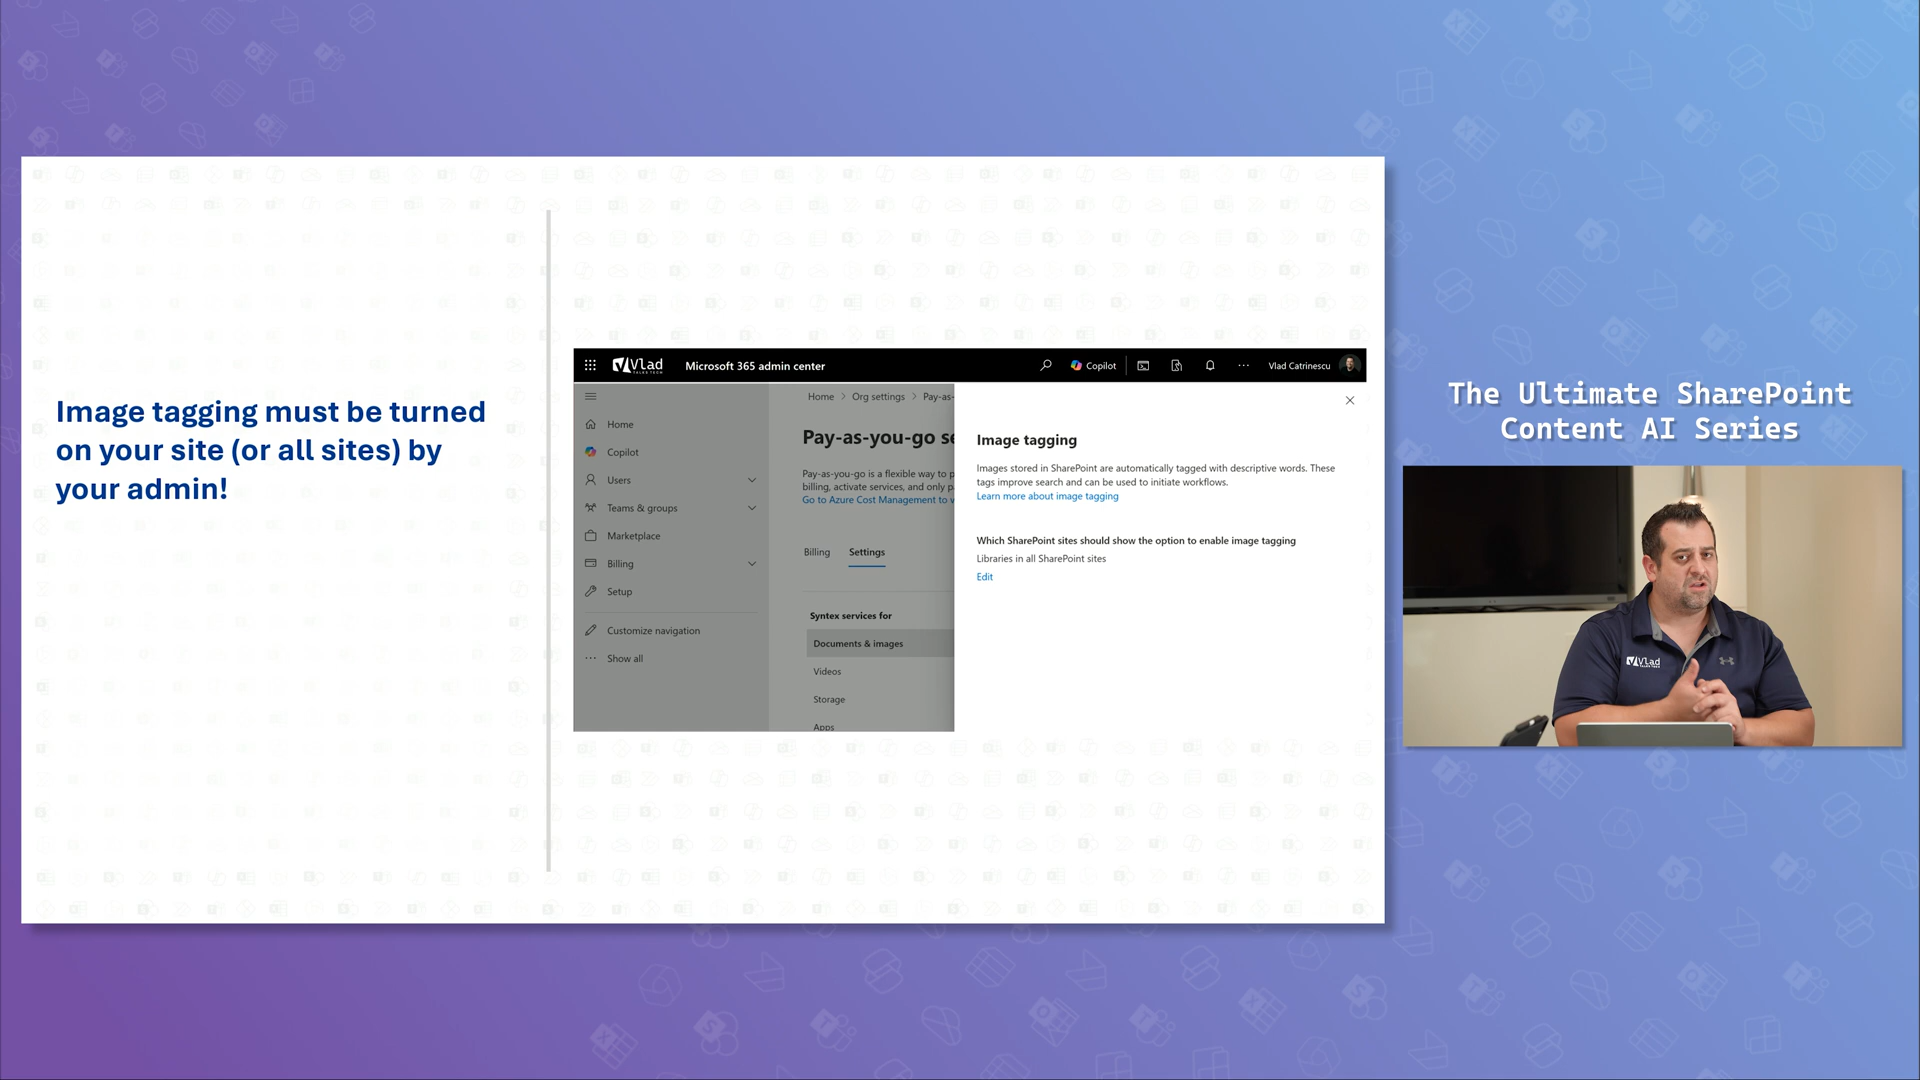 Image tagging must be turned
on your site (or all sites) by
your admin!
Vlad
TALKS TECH
Microsoft 365 admin center
Copilot
Vlad Catrinescu
Home
Copilot
Users
Teams & groups
Marketplace
Billing
Setup
Customize navigation
Show all
Home > Org settings > Pay-as-
Pay-as-you-go se
Pay-as-you-go is a flexible way to p
billing, activate services, and only p
Go to Azure Cost Management to v
Billing Settings
Syntex services for
Documents & images
Videos
Storage
Apps
Image tagging
Images stored in SharePoint are automatically tagged with descriptive words. These
tags improve search and can be used to initiate workflows.
Learn more about image tagging
Which SharePoint sites should show the option to enable image tagging
Libraries in all SharePoint sites
Edit
The Ultimate SharePoint
Content AI Series
Vlad